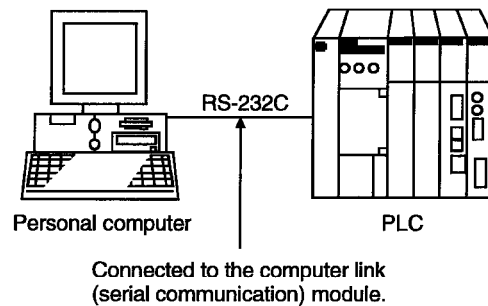 RS-232C
Personal computer
PLC
Connected to the computer link
(serial communication) module.